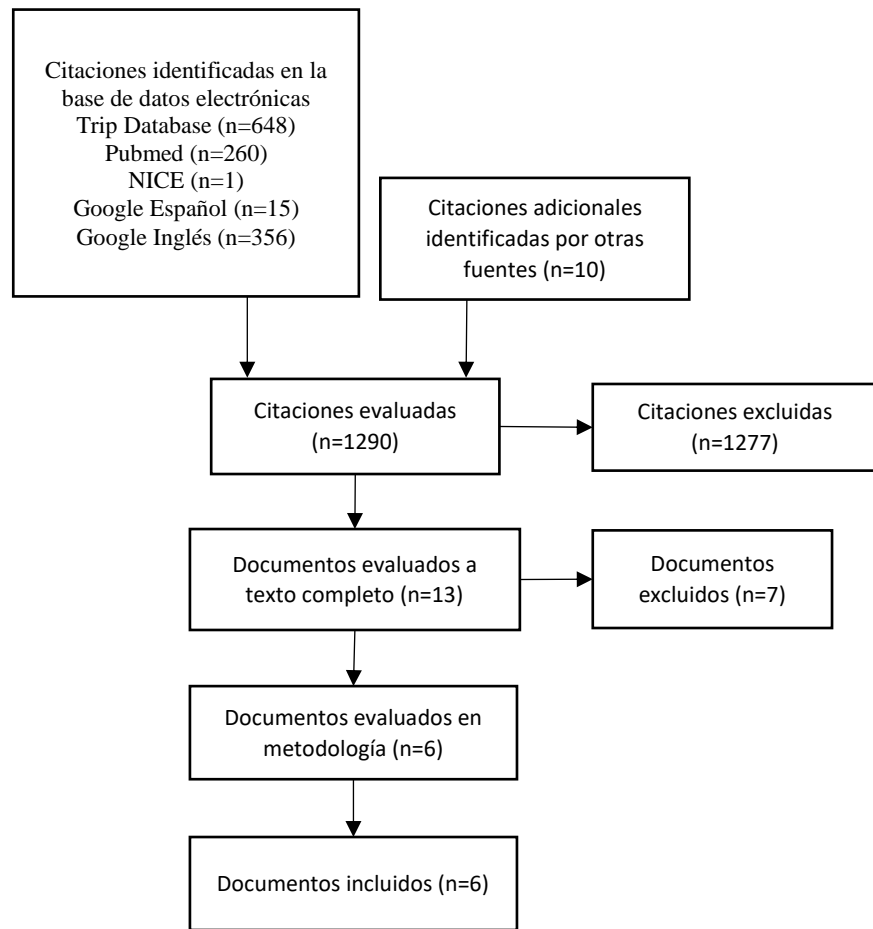 Citaciones identificadas en la
base de datos electrónicas
Trip Database (n=648)
Pubmed (n=260)
NICE (n=1)
Google Español (n=15)
Google Inglés (n=356)
Citaciones adicionales
identificadas por otras
fuentes (n=10)
Citaciones evaluadas
(n=1290)
Citaciones excluidas
(n=1277)
Documentos evaluados a
texto completo (n=13)
Documentos
excluidos (n=7)
Documentos evaluados en
metodología (n=6)
Documentos incluidos (n=6)